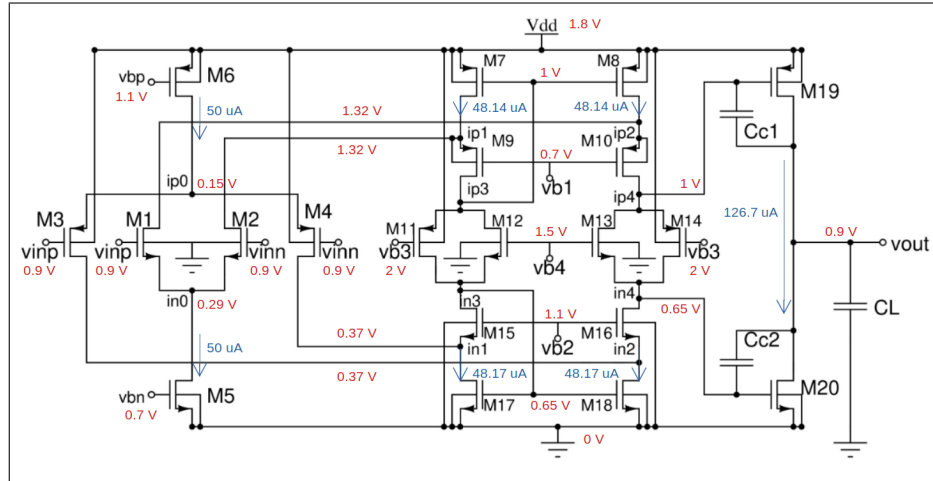 Vdd 1.8 V
vbp M6 M7 1 V M8 M19
1.1 V 50 uA 48.14 uA 48.14 uA
1.32 V Cc1
1.32 V ip1 M9 0.7 V M10 ip2
ip0 0.15 V ip3 vb1 ip4 1 V
M3 M1 M2 M4 M11 M12 1.5 V M13 M14 126.7 uA
vinp vinp vinn vinn vb3 vb4 vb3 0.9 V vout
0.9 V 0.9 V 0.9 V 0.9 V 2 V 2 V
in0 0.29 V in3 in4 0.65 V CL
0.37 V M15 1.1 V M16
50 uA in1 vb2 in2 Cc2
0.37 V 48.17 uA 48.17 uA
vbn M5 M17 0.65 V M18 M20
0.7 V
0 V